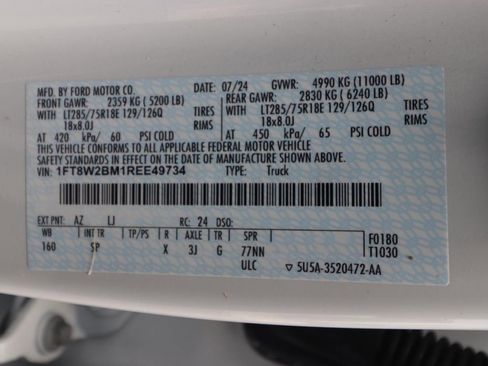 MFD. BY FORD MOTOR CO. DATE: 07/24 GVWR: 4990 KG (11000 LB)
FRONT GAWR: 2359 KG (5200 LB) REAR GAWR: 2830 KG (6240 LB)
LT285/75R18E 129/126Q TIRES LT285/75R18E 129/126Q TIRES
18x8.0J RIMS 18x8.0J RIMS
AT 420 kPa/ 60 PSI COLD AT 450 kPa/ 65 PSI COLD
THIS VEHICLE CONFORMS TO ALL APPLICABLE FEDERAL MOTOR VEHICLE
SAFETY STANDARDS IN EFFECT ON THE DATE OF MANUFACTURE SHOWN ABOVE.
VIN: 1FT8W2BM1REE49734 TYPE: Truck
EXT PNT: AZ LJ RC: 24 DSO:
WB INT TR TP/PS R AXLE TR SPR F0180
160 SP X 3J G 77NN T1030
ULC 5U5A-3520472-AA